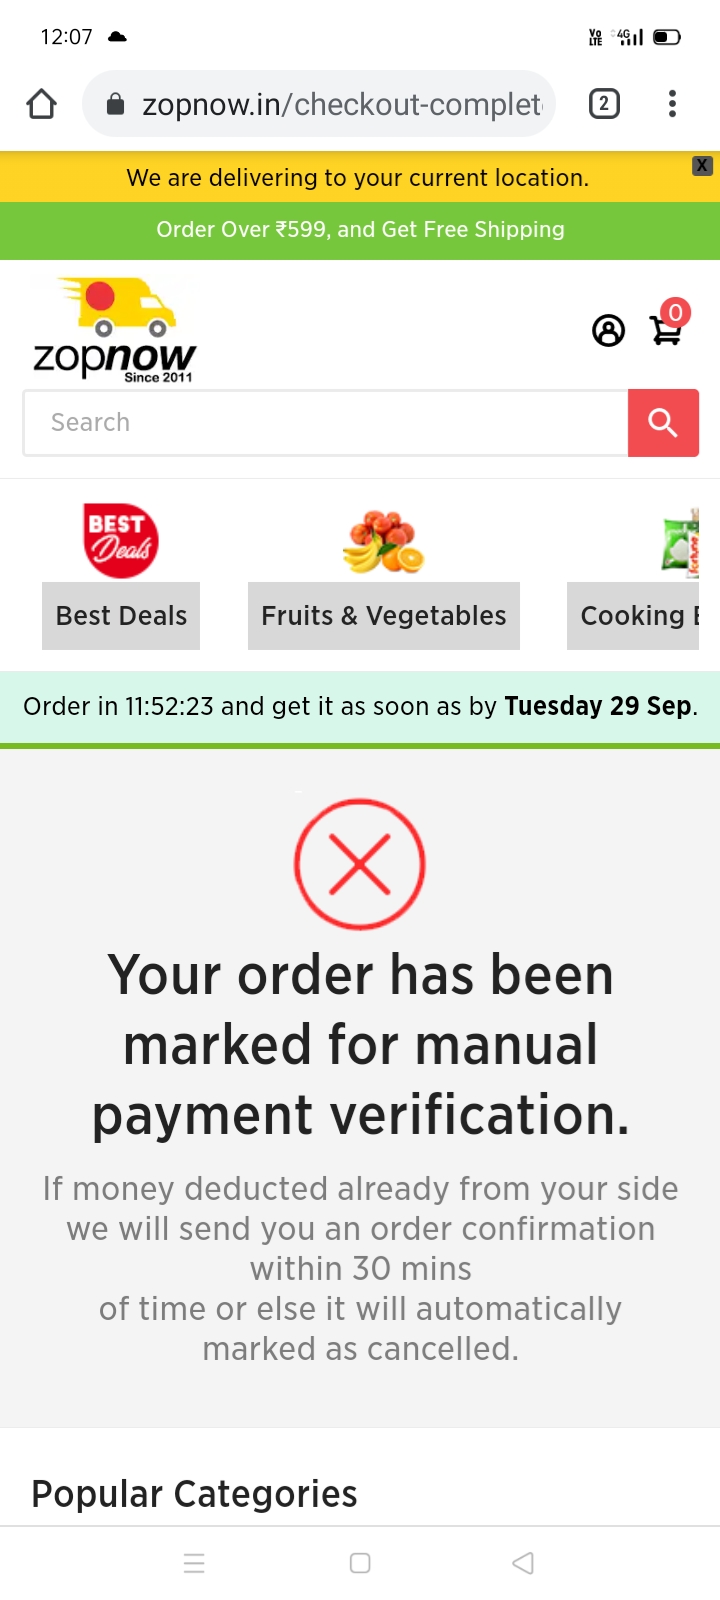 12:07
Vo LTE 4G
zopnow.in/checkout-complet
2
We are delivering to your current location.
X
Order Over ₹599, and Get Free Shipping
zopnow
Since 2011
0
Search
BEST
Deals
Best Deals
Fruits & Vegetables
Cooking E
Order in 11:52:23 and get it as soon as by Tuesday 29 Sep.
Your order has been
marked for manual
payment verification.
If money deducted already from your side
we will send you an order confirmation
within 30 mins
of time or else it will automatically
marked as cancelled.
Popular Categories